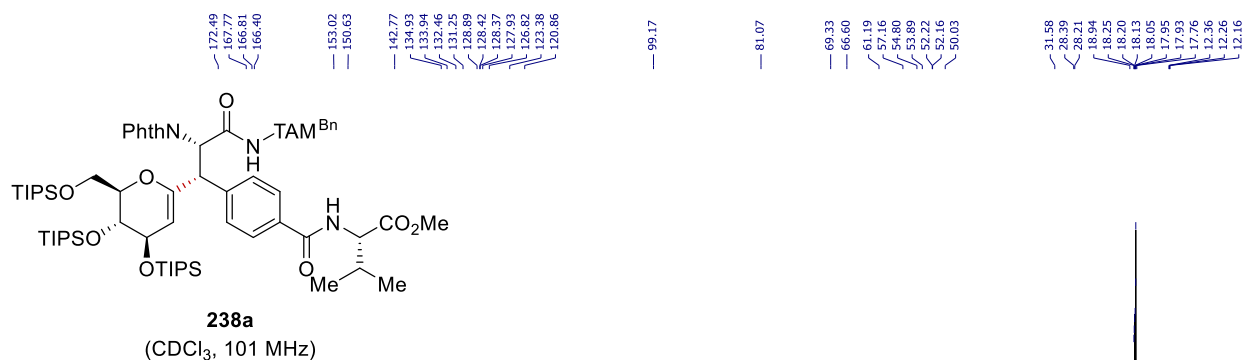 172.49
167.77
166.81
166.40
153.02
150.63
142.77
134.93
133.94
132.46
131.25
128.89
128.42
128.37
127.93
126.82
123.38
120.86
99.17
81.07
69.33
66.60
61.19
57.16
54.80
53.89
52.22
52.16
50.03
31.58
28.39
28.21
18.94
18.25
18.20
18.13
18.05
17.95
17.93
17.76
12.36
12.26
12.16
O
PhthN
N
H
TAMBn
TIPSO
O
TIPSO
OTIPS
H
N
CO2Me
O
Me
Me
238a
(CDCl3, 101 MHz)